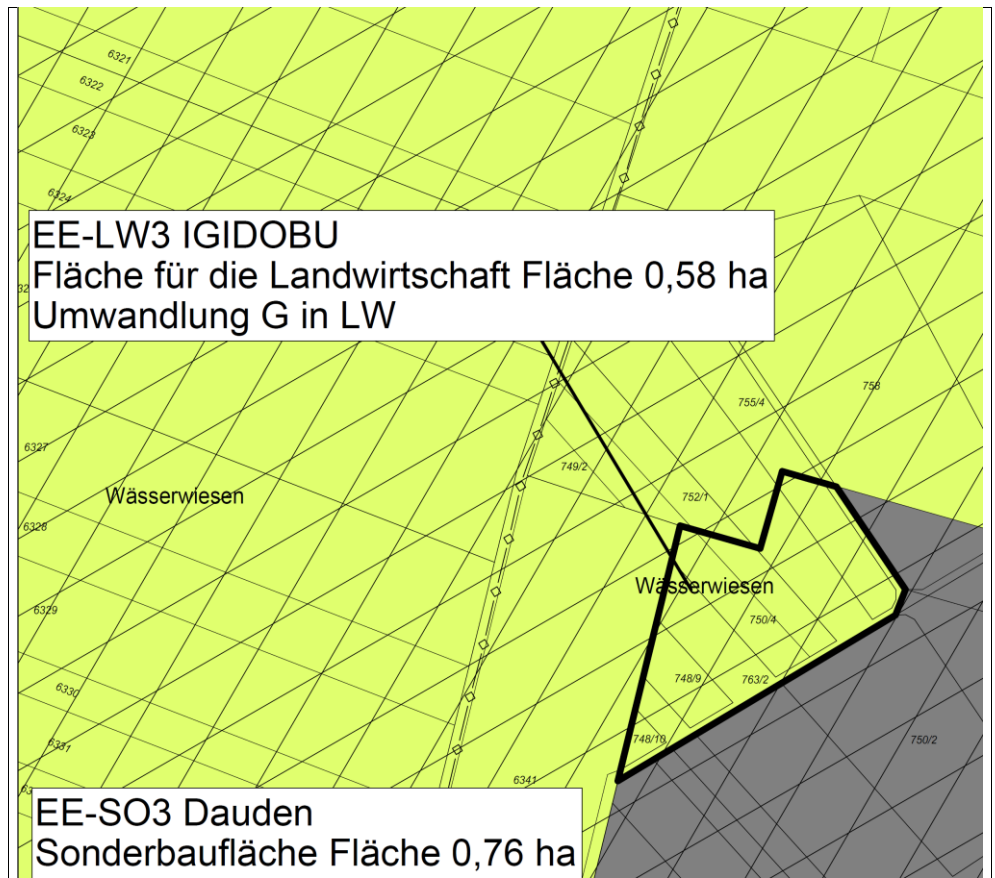 6321
6322
6323
6324
EE-LW3 IGIDOBU
Fläche für die Landwirtschaft Fläche 0,58 ha
Umwandlung G in LW
758
755/4
6327
749/2
Wässerwiesen
752/1
6328
Wässerwiesen
6329
750/4
748/9
763/2
6330
748/10
750/2
6331
6341
EE-SO3 Dauden
Sonderbaufläche Fläche 0,76 ha